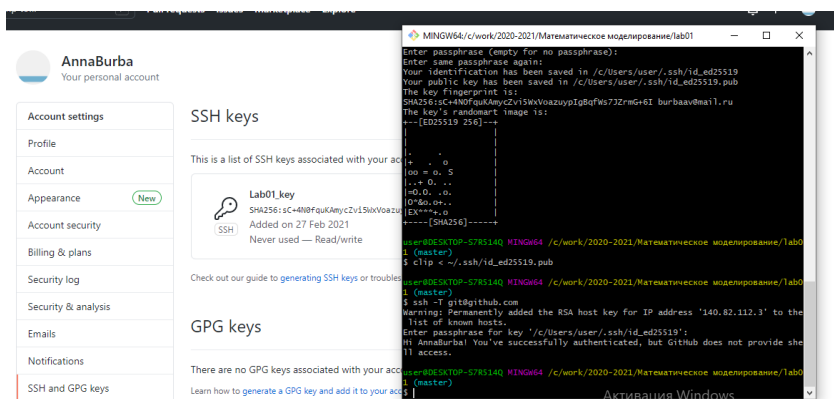 AnnaBurba
Your personal account
Account settings
Profile
Account
Appearance New
Account security
Billing & plans
Security log
Security & analysis
Emails
Notifications
SSH and GPG keys
SSH keys
This is a list of SSH keys associated with your acc
Lab01_key
SHA256:sC+4N0fquKAmycZvi5WxVoazuy
Added on 27 Feb 2021
Never used — Read/write
SSH
Check out our guide to generating SSH keys or troubles
GPG keys
There are no GPG keys associated with your acc
Learn how to generate a GPG key and add it to your acc
MINGW64:/c/work/2020-2021/Математическое моделирование/lab01
Enter passphrase (empty for no passphrase):
Enter same passphrase again:
Your identification has been saved in /c/Users/user/.ssh/id_ed25519
Your public key has been saved in /c/Users/user/.ssh/id_ed25519.pub
The key fingerprint is:
SHA256:sC+4NOfquKAmycZvi5WxVoazuypIgBqfWs7JZrmG+6I burbaav@mail.ru
The key's randomart image is:
+--[ED25519 256]--+
| |
| |
|. . |
|+ . o |
|oo = o. S |
|..+ O. .. |
|=O.O. .o. |
|O*&o.o+.. |
|EX*^*+.o |
+----[SHA256]-----+
user@DESKTOP-S7R514Q MINGW64 /c/work/2020-2021/Математическое моделирование/lab0
1 (master)
$ clip < ~/.ssh/id_ed25519.pub
user@DESKTOP-S7R514Q MINGW64 /c/work/2020-2021/Математическое моделирование/lab0
1 (master)
$ ssh -T git@github.com
Warning: Permanently added the RSA host key for IP address '140.82.112.3' to the
list of known hosts.
Enter passphrase for key '/c/Users/user/.ssh/id_ed25519':
Hi AnnaBurba! You've successfully authenticated, but GitHub does not provide she
ll access.
user@DESKTOP-S7R514Q MINGW64 /c/work/2020-2021/Математическое моделирование/lab0
1 (master)
$
Активация Windows